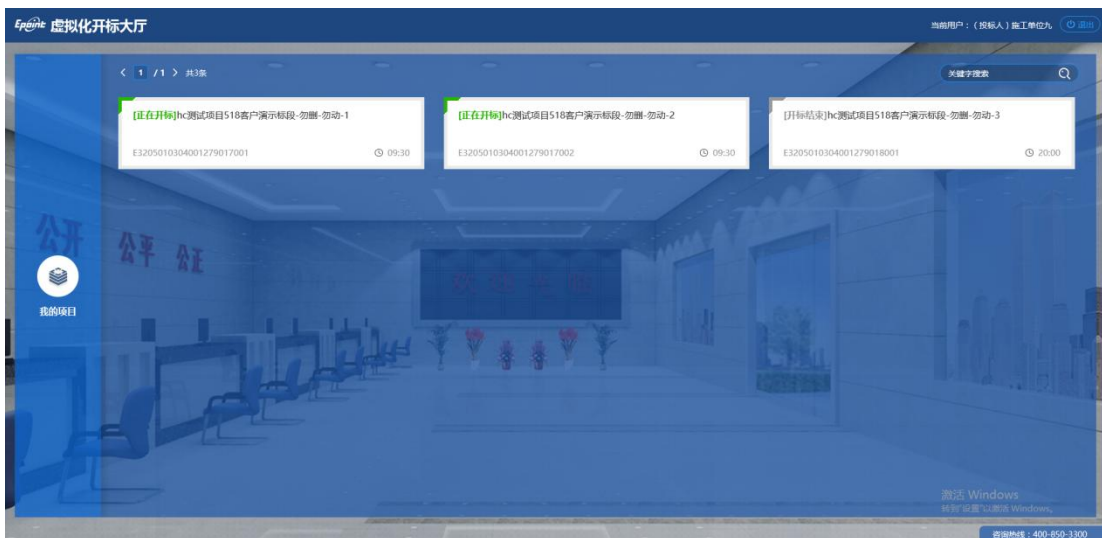 Epoint 虚拟化开标大厅
当前用户：(投标人)施工单位九 退出
1 /1 共3条
关键字搜索
[正在开标]hc测试项目518客户演示标段-勿删-勿动-1
E3205010304001279017001 09:30
[正在开标]hc测试项目518客户演示标段-勿删-勿动-2
E3205010304001279017002 09:30
[开标结束]hc测试项目518客户演示标段-勿删-勿动-3
E3205010304001279018001 20:00
公开 公平 公正
我的项目
激活 Windows
转到"设置"以激活 Windows。
咨询热线：400-850-3300